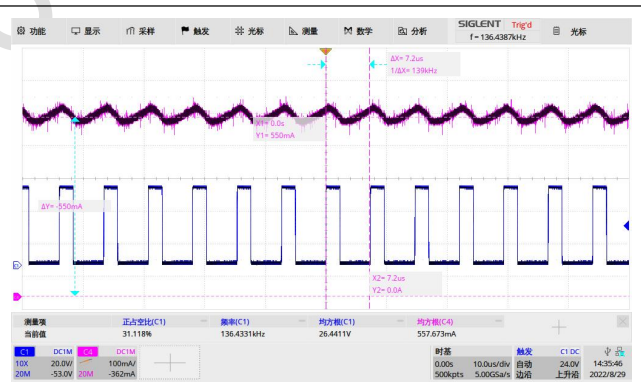 功能 显示 采样 触发 光标 测量 数学 分析 SIGLENT Trig'd 光标
f = 136.4387kHz
ΔX= 7.2us
1/ΔX= 139kHz
X1= 0.0s
Y1= 550mA
ΔY= -550mA
X2= 7.2us
Y2= 0.0A
测量项 正占空比(C1) 频率(C1) 均方根(C1) 均方根(C4)
当前值 31.118% 136.4331kHz 26.4411V 557.673mA
C1 DC1M C4 DC1M 时基 触发 C1 DC
10X 20.0V/ 100mA/ 0.00s 10.0us/div 自动 24.0V 14:35:46
20M -53.0V 20M -362mA 500kpts 5.00GSa/s 边沿 上升沿 2022/8/29